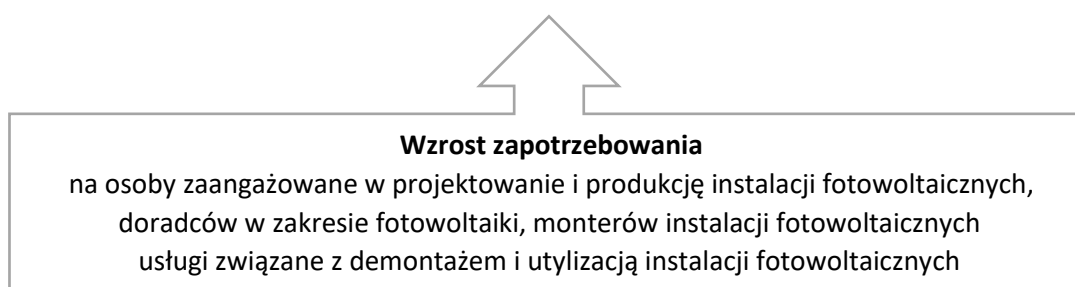 Wzrost zapotrzebowania
na osoby zaangażowane w projektowanie i produkcję instalacji fotowoltaicznych,
doradców w zakresie fotowoltaiki, monterów instalacji fotowoltaicznych
usługi związane z demontażem i utylizacją instalacji fotowoltaicznych